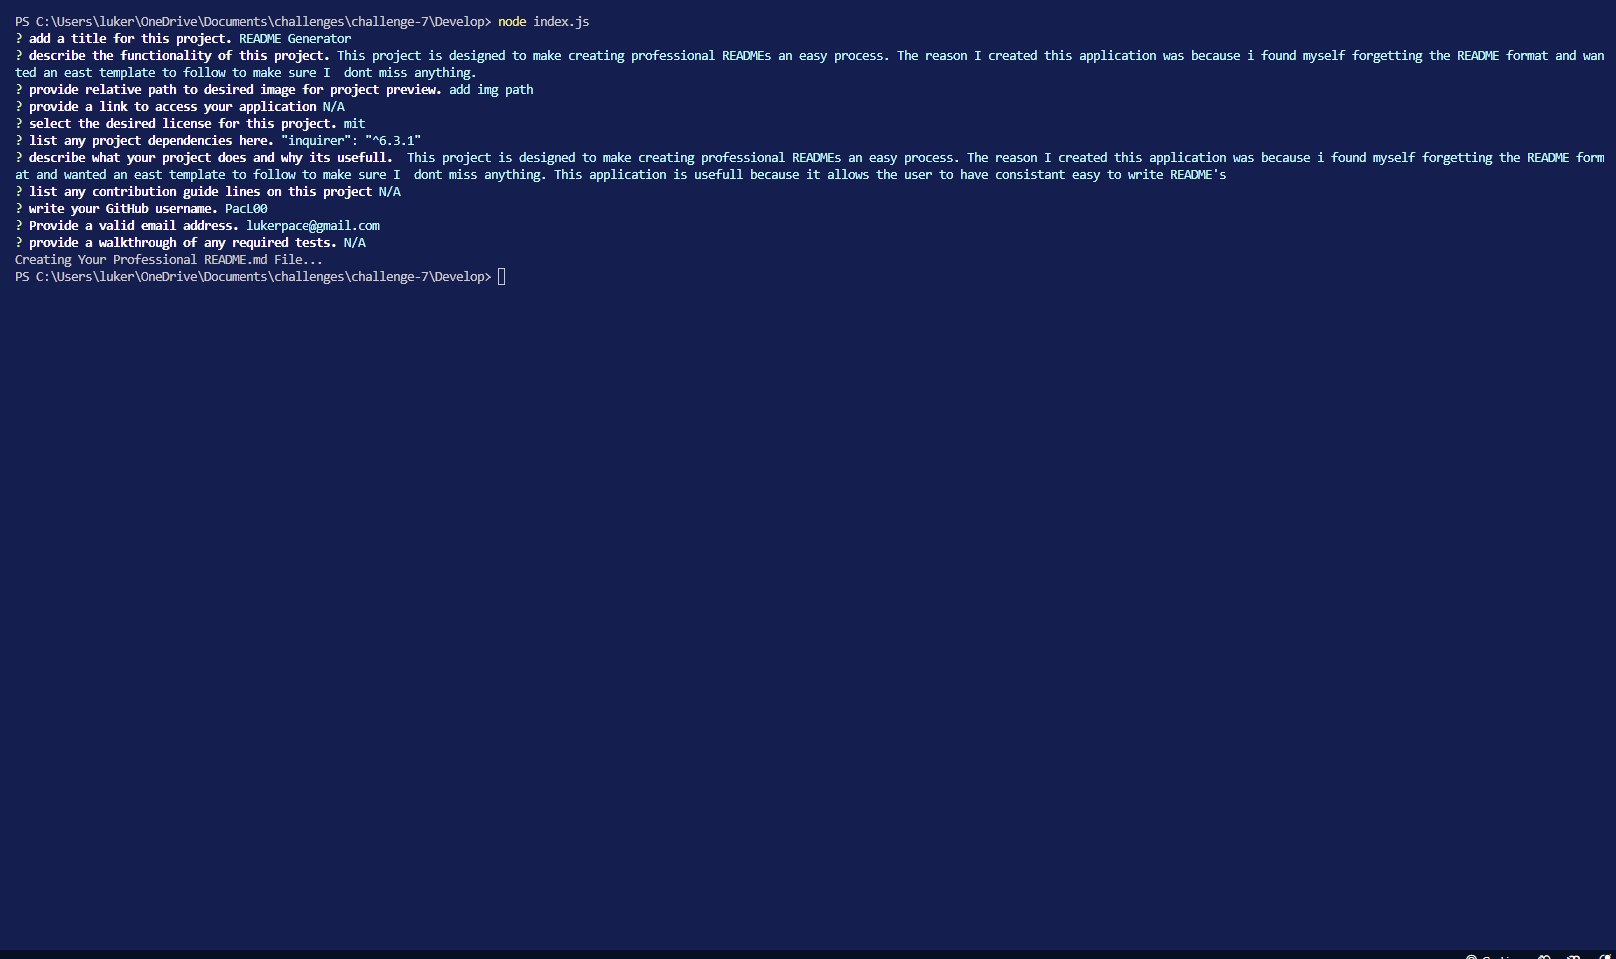 PS C:\Users\luker\OneDrive\Documents\challenges\challenge-7\Develop> node index.js
? add a title for this project. README Generator
? describe the functionality of this project. This project is designed to make creating professional READMEs an easy process. The reason I created this application was because i found myself forgetting the README format and wan
ted an east template to follow to make sure I  dont miss anything.
? provide relative path to desired image for project preview. add img path
? provide a link to access your application N/A
? select the desired license for this project. mit
? list any project dependencies here. "inquirer": "^6.3.1"
? describe what your project does and why its usefull.  This project is designed to make creating professional READMEs an easy process. The reason I created this application was because i found myself forgetting the README form
at and wanted an east template to follow to make sure I  dont miss anything. This application is usefull because it allows the user to have consistant easy to write README's
? list any contribution guide lines on this project N/A
? write your GitHub username. PacL00
? Provide a valid email address. lukerpace@gmail.com
? provide a walkthrough of any required tests. N/A
Creating Your Professional README.md File...
PS C:\Users\luker\OneDrive\Documents\challenges\challenge-7\Develop>